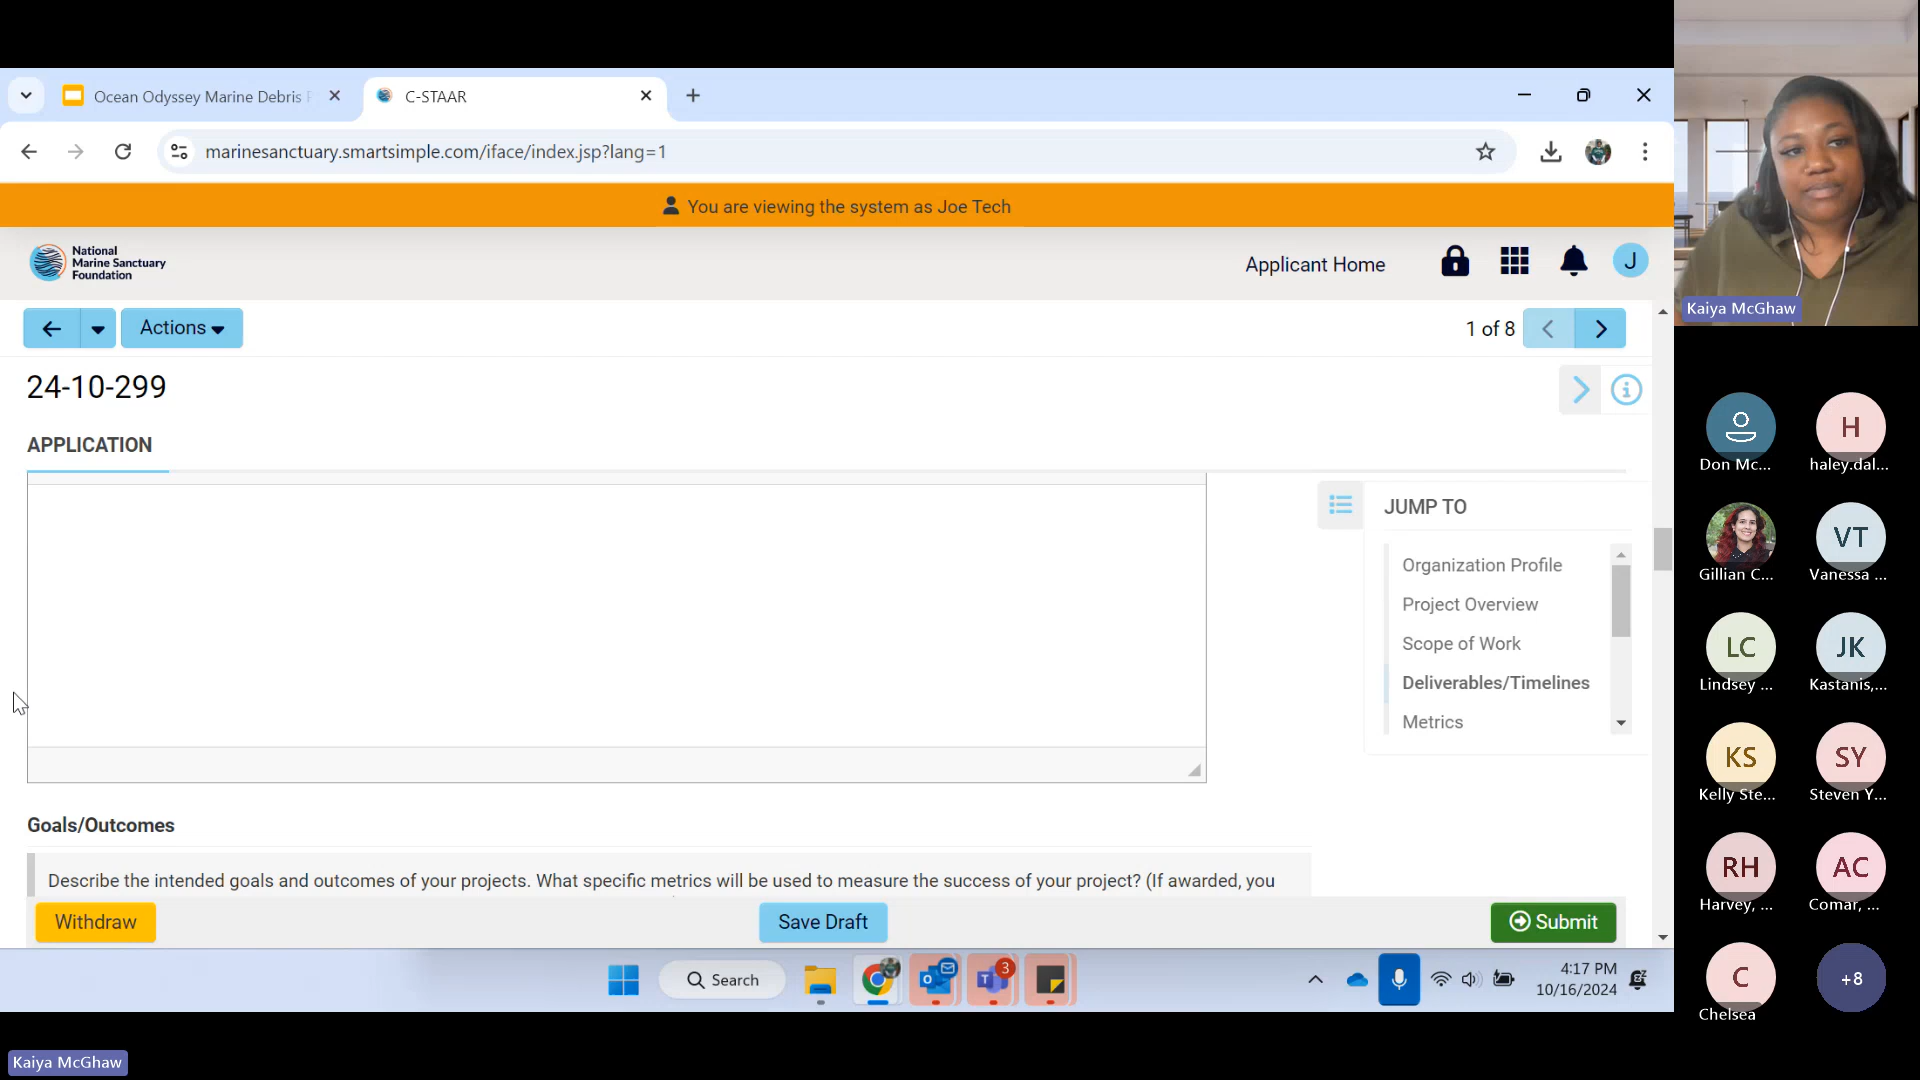 Ocean Odyssey Marine Debris
C-STAAR
marinesanctuary.smartsimple.com/iface/index.jsp?lang=1
You are viewing the system as Joe Tech
National
Marine Sanctuary
Foundation
Applicant Home
J
Actions
1 of 8
24-10-299
APPLICATION
JUMP TO
Organization Profile
Project Overview
Scope of Work
Deliverables/Timelines
Metrics
Goals/Outcomes
Describe the intended goals and outcomes of your projects. What specific metrics will be used to measure the success of your project? (If awarded, you
Withdraw
Save Draft
Submit
Search
3
4:17 PM
10/16/2024
Kaiya McGhaw
Kaiya McGhaw
Don Mc...
H
haley.dal...
Gillian C...
VT
Vanessa ...
LC
Lindsey ...
JK
Kastanis,...
KS
Kelly Ste...
SY
Steven Y...
RH
Harvey, ...
AC
Comar, ...
C
Chelsea
+8